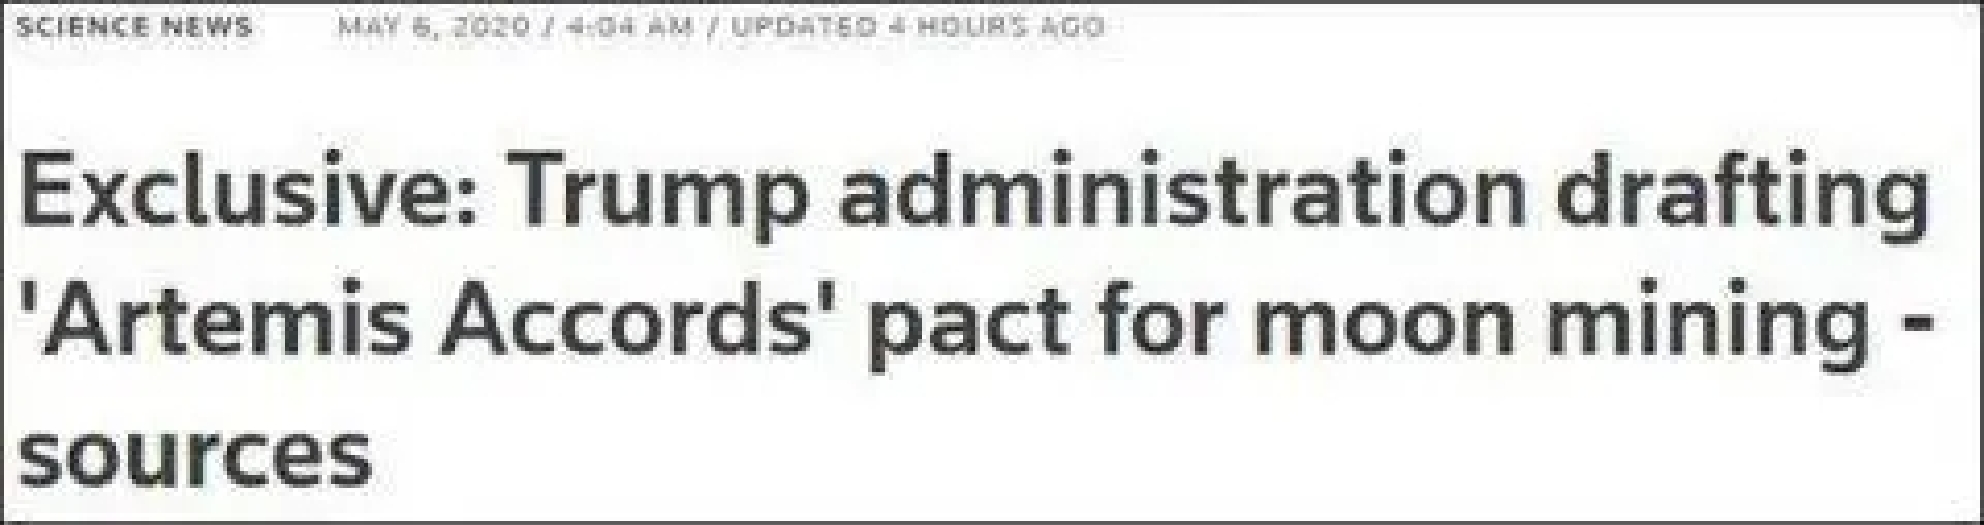 SCIENCE NEWS MAY 6, 2020 / 4:04 AM / UPDATED 4 HOURS AGO
Exclusive: Trump administration drafting
'Artemis Accords' pact for moon mining -
sources